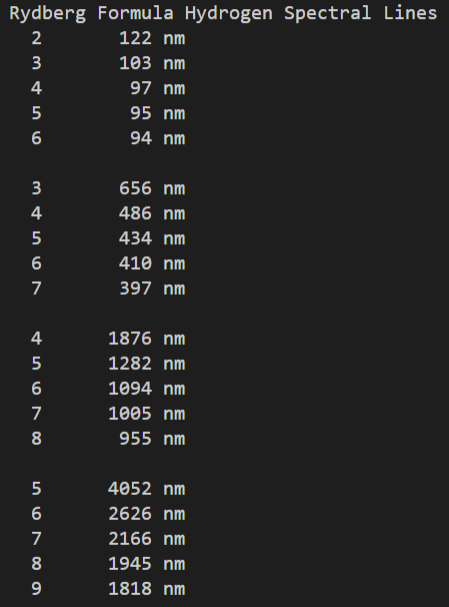 Rydberg Formula Hydrogen Spectral Lines
2 122 nm
3 103 nm
4 97 nm
5 95 nm
6 94 nm
3 656 nm
4 486 nm
5 434 nm
6 410 nm
7 397 nm
4 1876 nm
5 1282 nm
6 1094 nm
7 1005 nm
8 955 nm
5 4052 nm
6 2626 nm
7 2166 nm
8 1945 nm
9 1818 nm